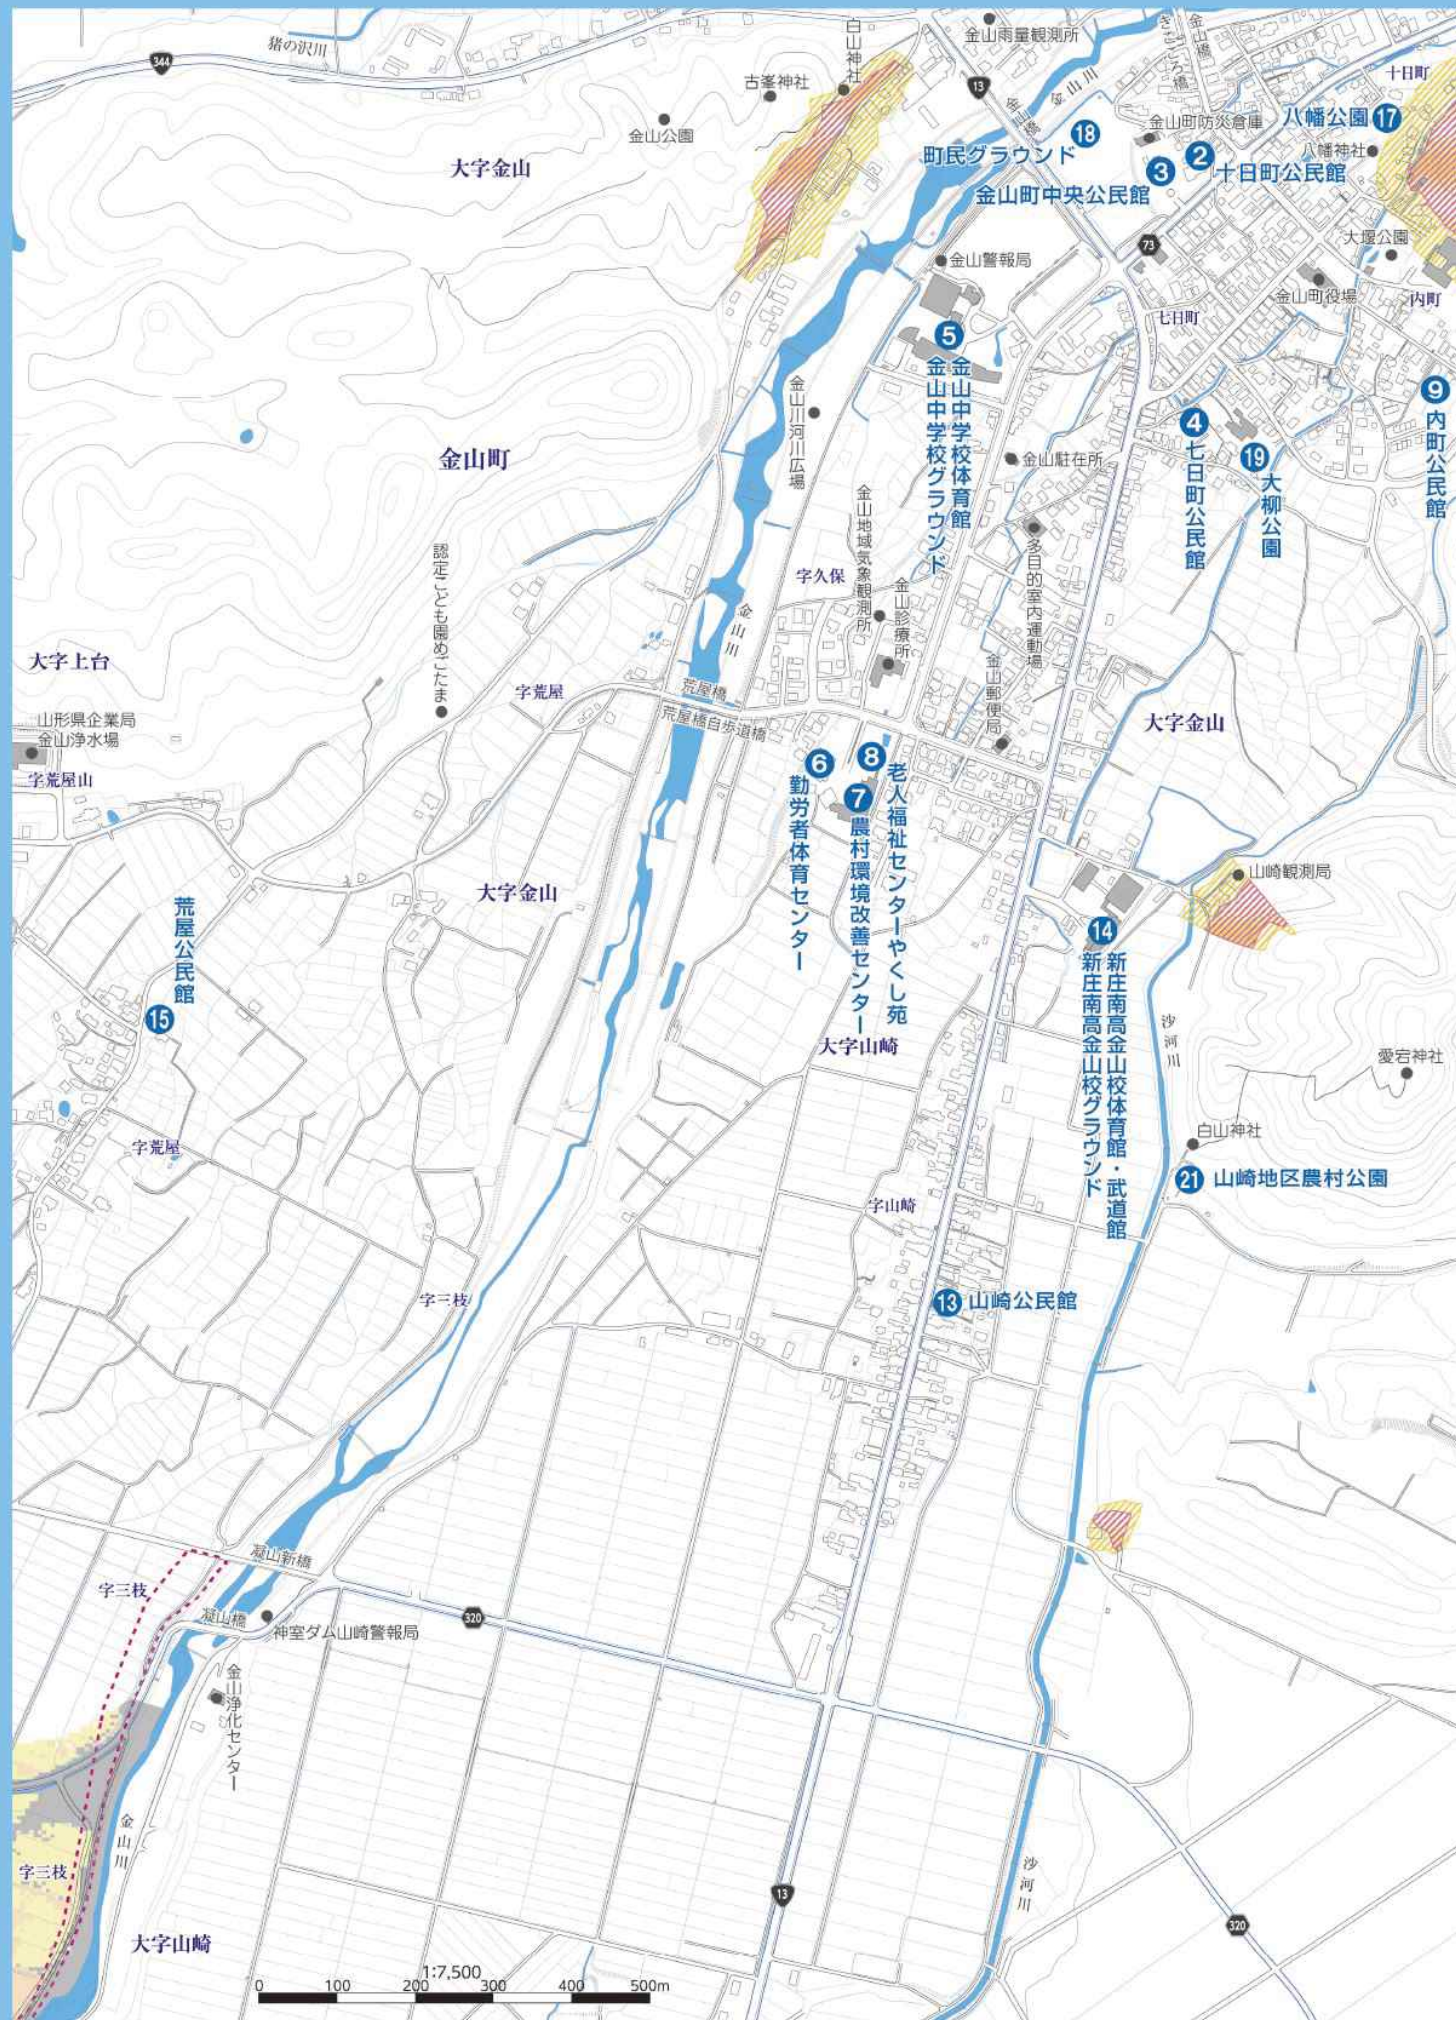 猪の沢川
344
白山神社
金山雨量観測所
きごころ橋
金山橋
十日町
古峯神社
13
金山橋
金山川
金山公園
18
町民グラウンド
金山町防災倉庫
八幡公園 17
八幡神社
大字金山
3
金山町中央公民館
2
十日町公民館
73
大堰公園
金山警報局
金山町役場
内町
七日町
5
金山中学校体育館
金山中学校グラウンド
金山川河川広場
9
内町公民館
4
七日町公民館
19
大柳公園
金山町
金山駐在所
金山地域気象観測所
多目的室内運動場
認定こども園めごたま
字久保
金山診療所
金山川
大字上台
字荒屋
荒屋橋
荒屋橋自歩道橋
金山郵便局
大字金山
山形県企業局
金山浄水場
字荒屋山
6
勤労者体育センター
8
老人福祉センターやくし苑
7
農村環境改善センター
山崎観測局
大字金山
荒屋公民館
15
14
新庄南高金山校体育館・武道館
新庄南高金山校グラウンド
沙河川
大字山崎
愛宕神社
白山神社
字荒屋
21 山崎地区農村公園
字山崎
字三枝
13 山崎公民館
凝山新橋
字三枝
凝山橋
神室ダム山崎警報局
320
金山浄化センター
金山川
字三枝
13
沙河川
320
大字山崎
1:7,500
0 100 200 300 400 500m